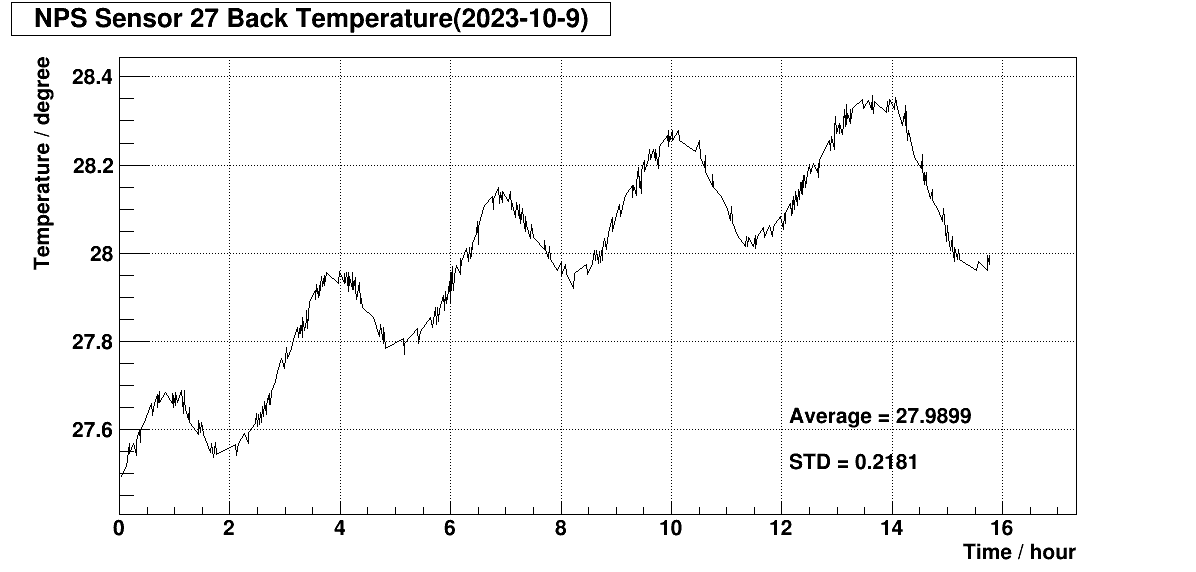 NPS Sensor 27 Back Temperature(2023-10-9)
Temperature / degree
28.4
28.2
28
27.8
27.6
Average = 27.9899
STD = 0.2181
0 2 4 6 8 10 12 14 16
Time / hour